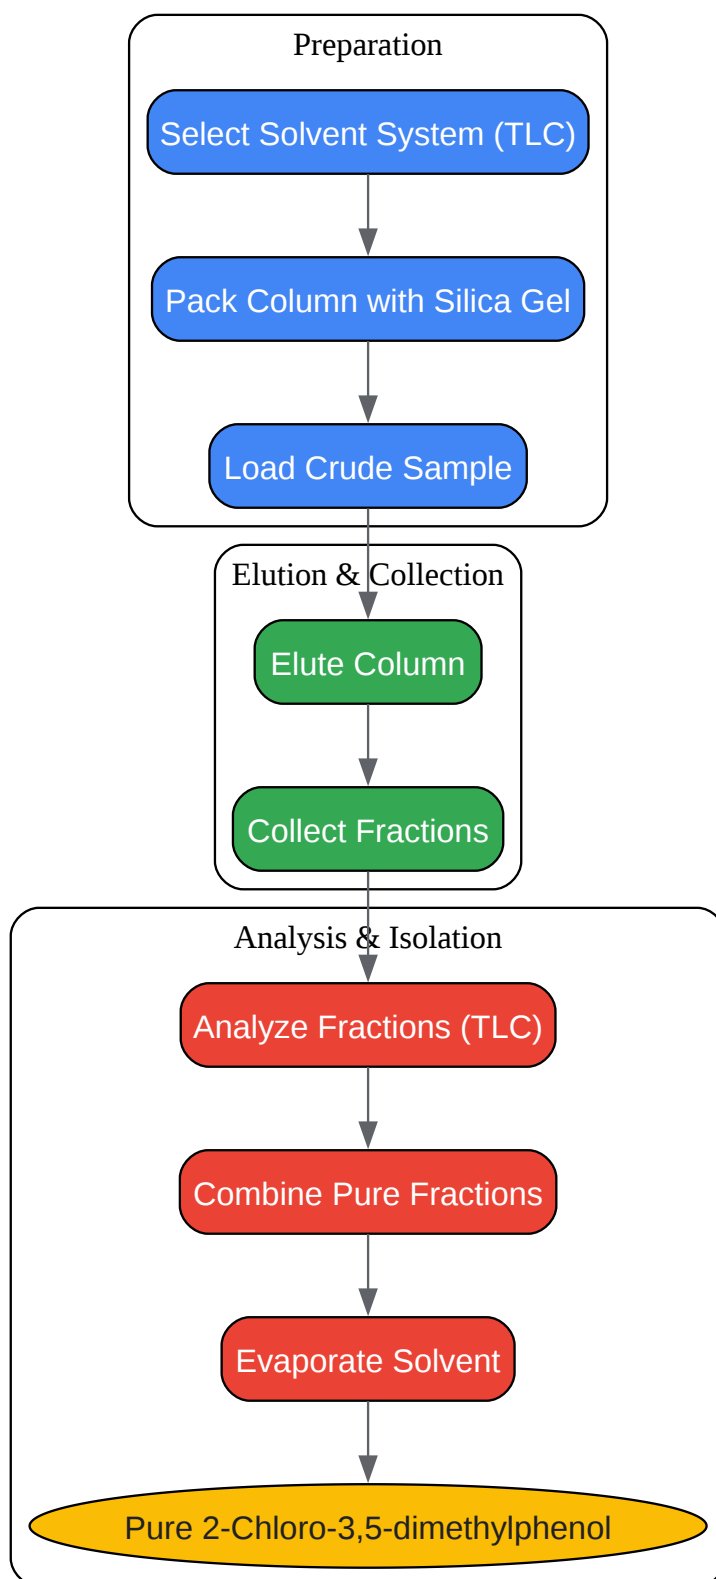 Preparation
Select Solvent System (TLC)
Pack Column with Silica Gel
Load Crude Sample
Elution & Collection
Elute Column
Collect Fractions
Analysis & Isolation
Analyze Fractions (TLC)
Combine Pure Fractions
Evaporate Solvent
Pure 2-Chloro-3,5-dimethylphenol